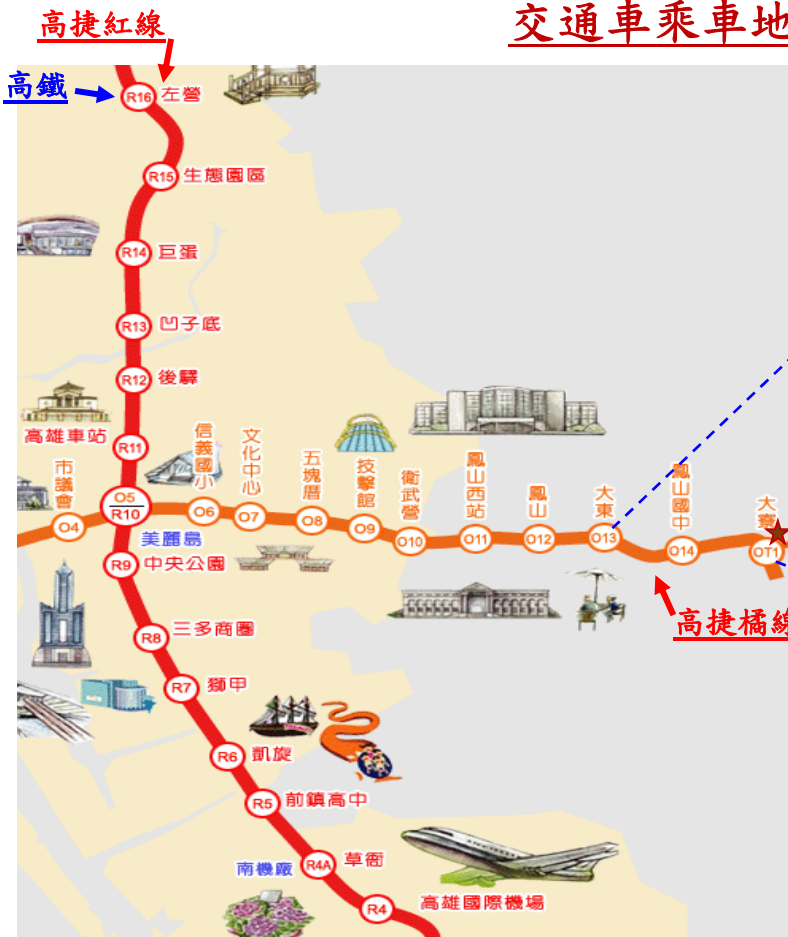 交通車乘車地
高捷紅線
高鐵
R16 左營
R15 生態園區
R14 巨蛋
R13 凹子底
R12 後驛
高雄車站 R11
市議會
信義國小
文化中心
五塊厝
技擊館
衛武營
鳳山西站
鳳山
大東
鳳山國中
大寮
O5
R10
O4
O6
O7
O8
O9
O10
O11
O12
O13
O14
OT1
美麗島
R9 中央公園
高捷橘線
R8 三多商圈
R7 獅甲
R6 凱旋
R5 前鎮高中
南機廠 R4A 草衙
R4 高雄國際機場